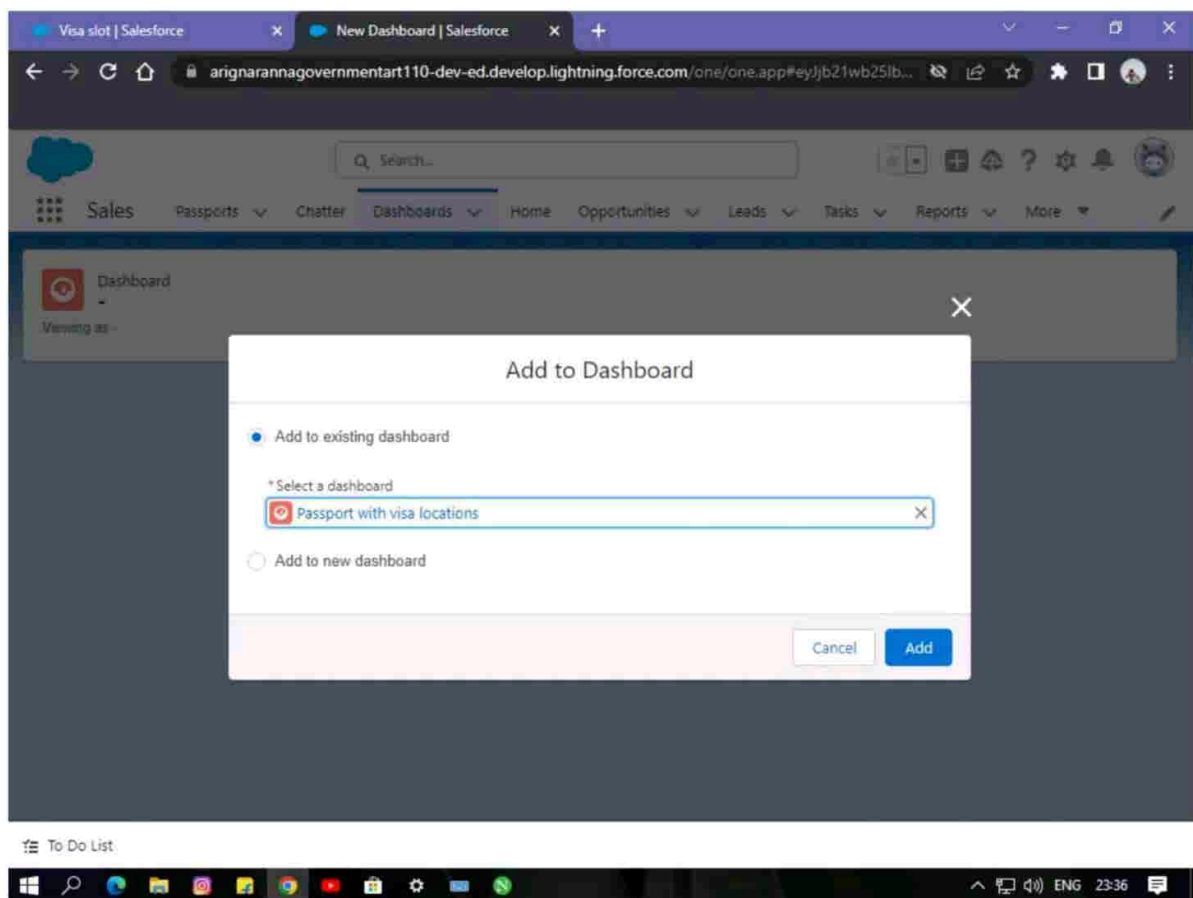 Visa slot | Salesforce
New Dashboard | Salesforce
arignarannagovernmentart110-dev-ed.develop.lightning.force.com/one/one.app#eyJjb21wb25lb...
Search...
Sales Passports Chatter Dashboards Home Opportunities Leads Tasks Reports More
Dashboard
-
Viewing as -
Add to Dashboard
Add to existing dashboard
*Select a dashboard
Passport with visa locations
Add to new dashboard
Cancel Add
To Do List
ENG 23:36